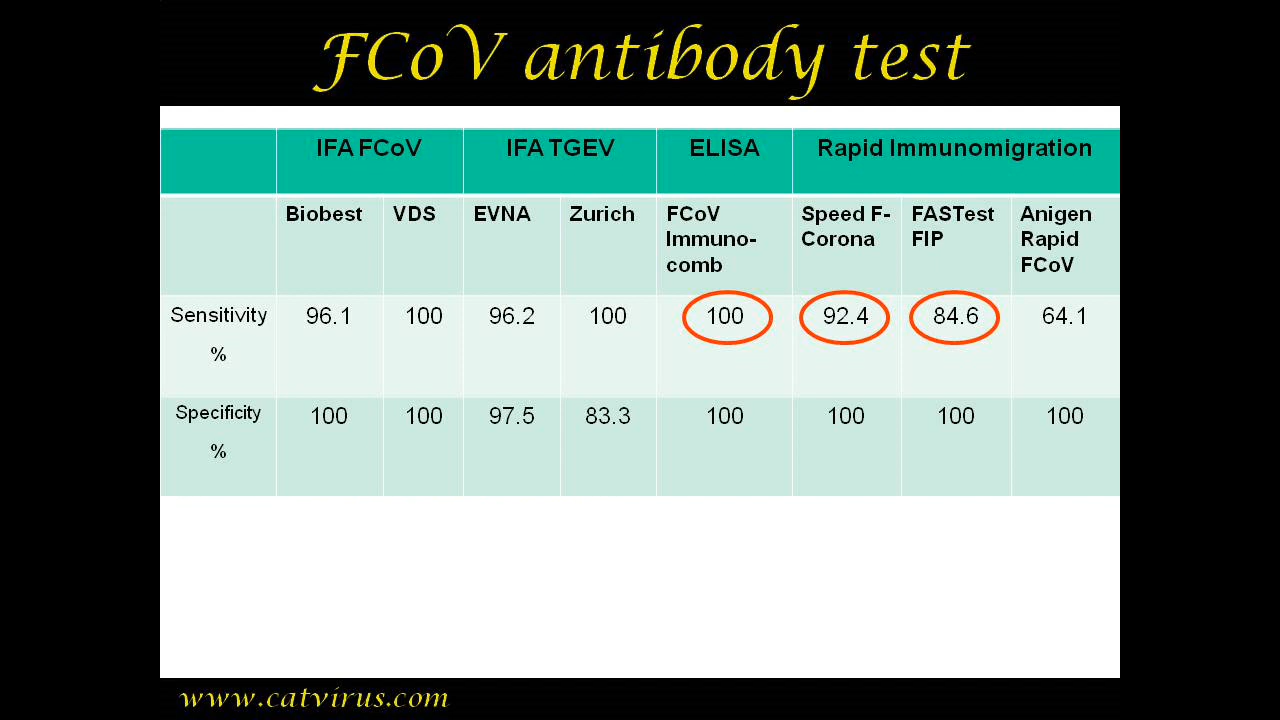 FCoV antibody test
IFA FCoV IFA TGEV ELISA Rapid Immunomigration
Biobest VDS EVNA Zurich FCoV Immuno-comb Speed F-Corona FASTest FIP Anigen Rapid FCoV
Sensitivity % 96.1 100 96.2 100 100 92.4 84.6 64.1
Specificity % 100 100 97.5 83.3 100 100 100 100
www.catvirus.com